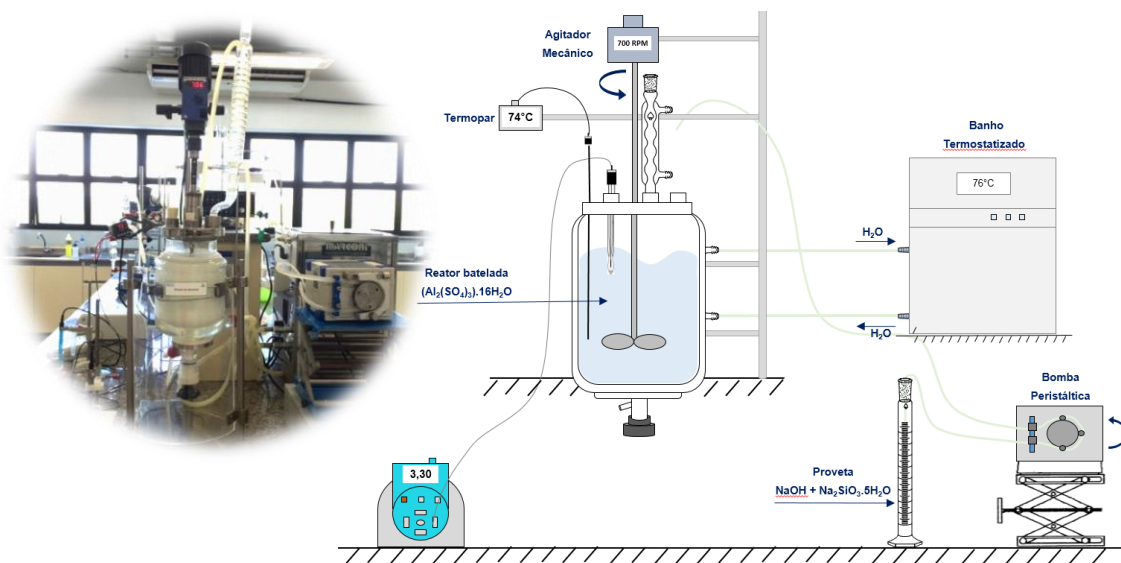 Agitador
Mecânico
700 RPM
Termopar
74°C
Banho
Termostatizado
76°C
H₂O
H₂O
Reator batelada
(Al₂(SO₄)₃).16H₂O
Bomba
Peristáltica
Proveta
NaOH + Na₂SiO₃.5H₂O
3,30